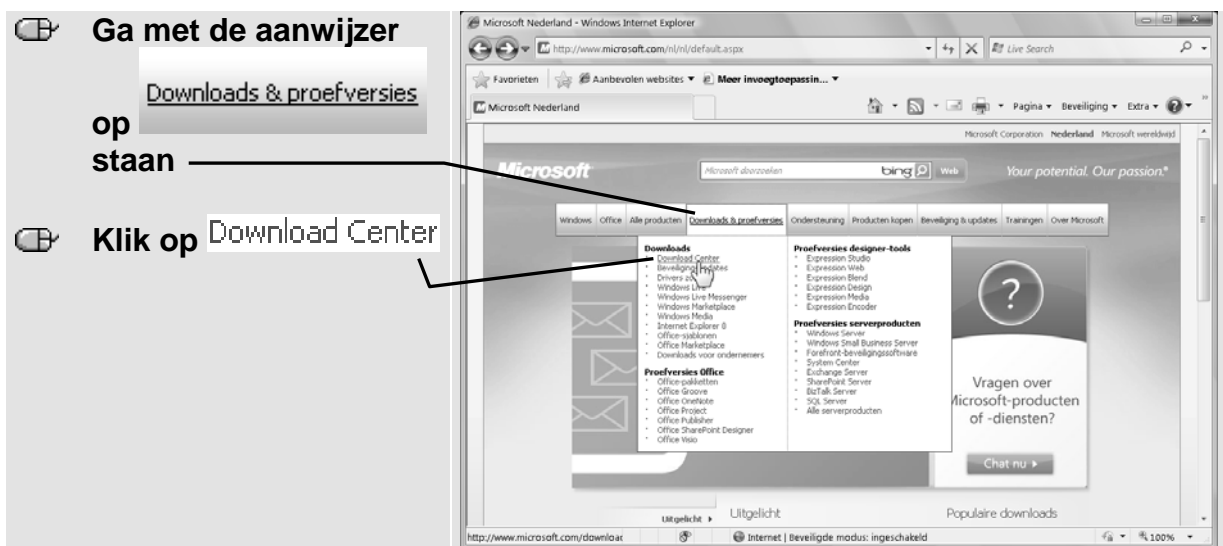 Ga met de aanwijzer
op Downloads & proefversies
staan
Klik op Download Center
Microsoft Nederland - Windows Internet Explorer
http://www.microsoft.com/nl/nl/default.aspx
Live Search
Favorieten
Aanbevolen websites
Meer invoegtoepassin...
Microsoft Nederland
Pagina
Beveiliging
Extra
Microsoft Corporation Nederland Microsoft wereldwijd
Microsoft
Microsoft doorzoeken
bing
Web
Your potential. Our passion.®
Windows Office Alle producten Downloads & proefversies Ondersteuning Producten kopen Beveiliging & updates Trainingen Over Microsoft
Downloads
Download Center
Drivers
Windows Live Messenger
Windows Marketplace
Windows Media
Internet Explorer 8
Office-sjablonen
Office Marketplace
Downloads voor ondernemers
Proefversies Office
Office-pakketten
Office Groove
Office OneNote
Office Project
Office Publisher
Office SharePoint Designer
Office Visio
Proefversies designer-tools
Expression Studio
Expression Web
Expression Blend
Expression Design
Expression Media
Expression Encoder
Proefversies serverproducten
Windows Server
Windows Small Business Server
Forefront-beveiligingssoftware
System Center
Exchange Server
SharePoint Server
BizTalk Server
SQL Server
Alle serverproducten
?
Vragen over
Microsoft-producten
of -diensten?
Chat nu
Uitgelicht
Uitgelicht
Populaire downloads
http://www.microsoft.com/downloac
Internet | Beveiligde modus: ingeschakeld
100%